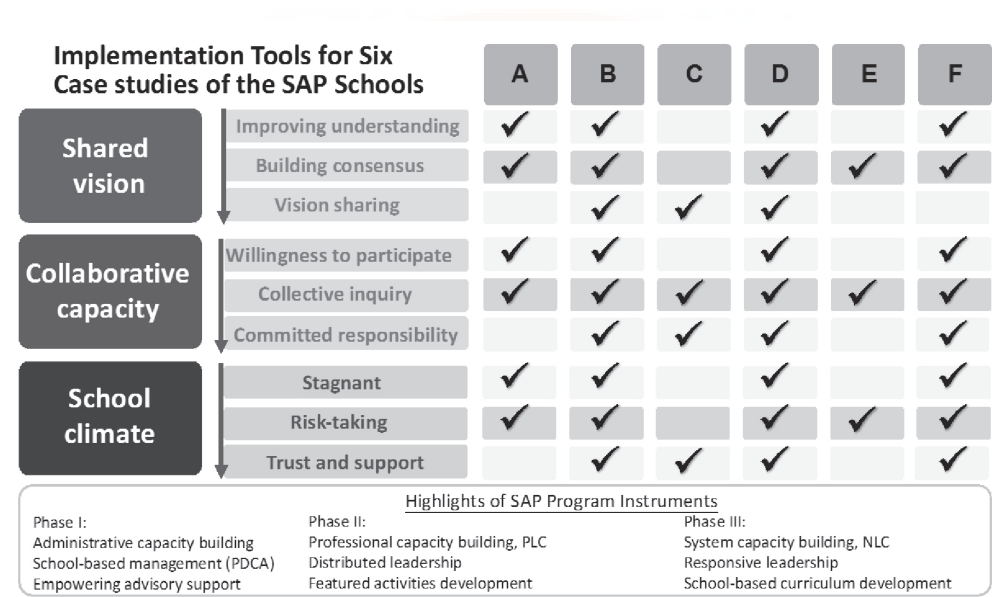 Implementation Tools for Six
Case studies of the SAP Schools
A B C D E F
Shared
vision
Improving understanding ✓ ✓ ✓ ✓
Building consensus ✓ ✓ ✓ ✓ ✓
Vision sharing ✓ ✓ ✓
Collaborative
capacity
Willingness to participate ✓ ✓ ✓ ✓
Collective inquiry ✓ ✓ ✓ ✓ ✓ ✓
Committed responsibility ✓ ✓ ✓ ✓
School
climate
Stagnant ✓ ✓ ✓ ✓
Risk-taking ✓ ✓ ✓ ✓ ✓
Trust and support ✓ ✓ ✓ ✓
Highlights of SAP Program Instruments
Phase I:
Administrative capacity building
School-based management (PDCA)
Empowering advisory support
Phase II:
Professional capacity building, PLC
Distributed leadership
Featured activities development
Phase III:
System capacity building, NLC
Responsive leadership
School-based curriculum development